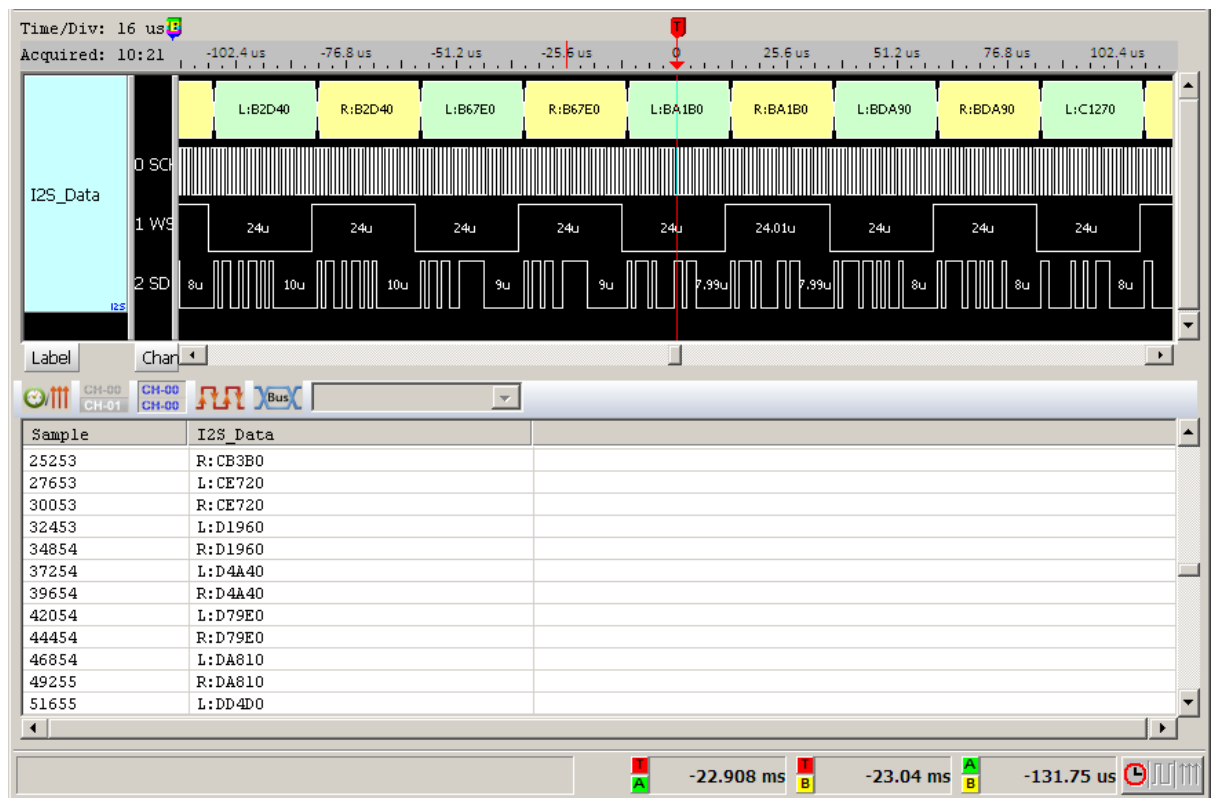 Time/Div: 16 us B T
Acquired: 10:21 -102.4 us -76.8 us -51.2 us -25.6 us 0 25.6 us 51.2 us 76.8 us 102.4 us
L:B2D40 R:B2D40 L:B67E0 R:B67E0 L:BA1B0 R:BA1B0 L:BDA90 R:BDA90 L:C1270
0 SCK
I2S_Data
1 WS 24u 24u 24u 24u 24u 24.01u 24u 24u 24u
2 SD 8u 10u 10u 9u 9u 7.99u 7.99u 8u 8u 8u
I2S
Label Chan
CH-00 CH-00 Bus
CH-01 CH-00
Sample I2S_Data
25253 R:CB3B0
27653 L:CE720
30053 R:CE720
32453 L:D1960
34854 R:D1960
37254 L:D4A40
39654 R:D4A40
42054 L:D79E0
44454 R:D79E0
46854 L:DA810
49255 R:DA810
51655 L:DD4D0
T A -22.908 ms T B -23.04 ms A B -131.75 us